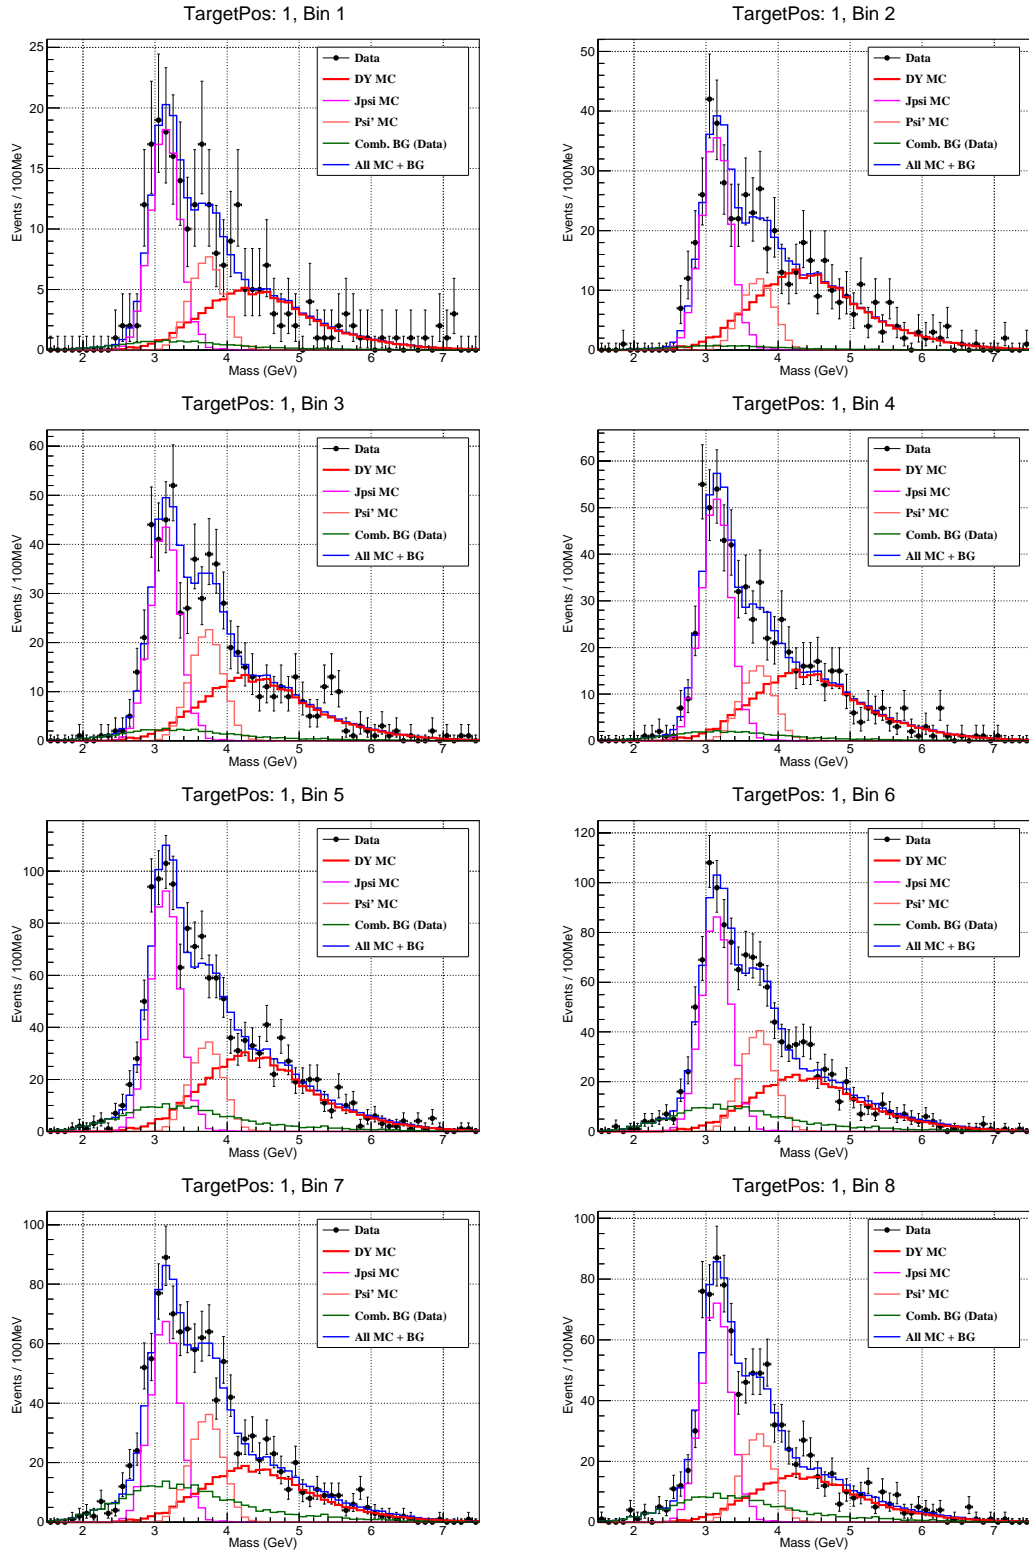 TargetPos: 1, Bin 1
Events / 100MeV
25
20
15
10
5
0
Data
DY MC
Jpsi MC
Psi' MC
Comb. BG (Data)
All MC + BG
2 3 4 5 6 7
Mass (GeV)
TargetPos: 1, Bin 2
Events / 100MeV
50
40
30
20
10
0
Data
DY MC
Jpsi MC
Psi' MC
Comb. BG (Data)
All MC + BG
2 3 4 5 6 7
Mass (GeV)
TargetPos: 1, Bin 3
Events / 100MeV
60
50
40
30
20
10
0
Data
DY MC
Jpsi MC
Psi' MC
Comb. BG (Data)
All MC + BG
2 3 4 5 6 7
Mass (GeV)
TargetPos: 1, Bin 4
Events / 100MeV
60
50
40
30
20
10
0
Data
DY MC
Jpsi MC
Psi' MC
Comb. BG (Data)
All MC + BG
2 3 4 5 6 7
Mass (GeV)
TargetPos: 1, Bin 5
Events / 100MeV
100
80
60
40
20
0
Data
DY MC
Jpsi MC
Psi' MC
Comb. BG (Data)
All MC + BG
2 3 4 5 6 7
Mass (GeV)
TargetPos: 1, Bin 6
Events / 100MeV
120
100
80
60
40
20
0
Data
DY MC
Jpsi MC
Psi' MC
Comb. BG (Data)
All MC + BG
2 3 4 5 6 7
Mass (GeV)
TargetPos: 1, Bin 7
Events / 100MeV
100
80
60
40
20
0
Data
DY MC
Jpsi MC
Psi' MC
Comb. BG (Data)
All MC + BG
2 3 4 5 6 7
Mass (GeV)
TargetPos: 1, Bin 8
Events / 100MeV
100
80
60
40
20
0
Data
DY MC
Jpsi MC
Psi' MC
Comb. BG (Data)
All MC + BG
2 3 4 5 6 7
Mass (GeV)